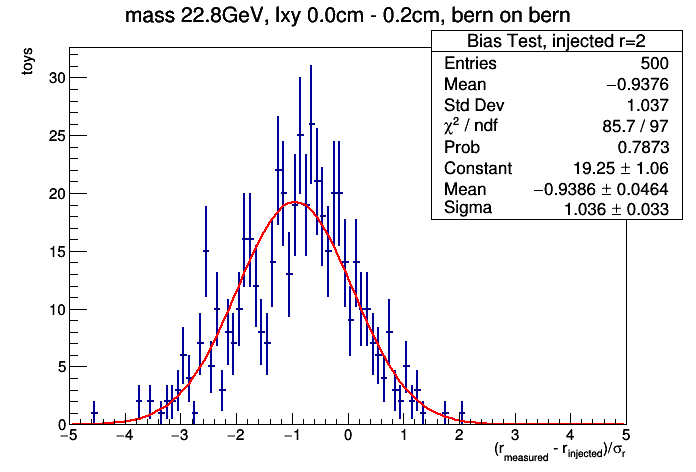 mass 22.8GeV, lxy 0.0cm - 0.2cm, bern on bern
Bias Test, injected r=2
Entries 500
Mean −0.9376
Std Dev 1.037
χ² / ndf 85.7 / 97
Prob 0.7873
Constant 19.25 ± 1.06
Mean −0.9386 ± 0.0464
Sigma 1.036 ± 0.033
toys
30
25
20
15
10
5
0
−5 −4 −3 −2 −1 0 1 2 3 4 5
(r_measured - r_injected)/σ_r